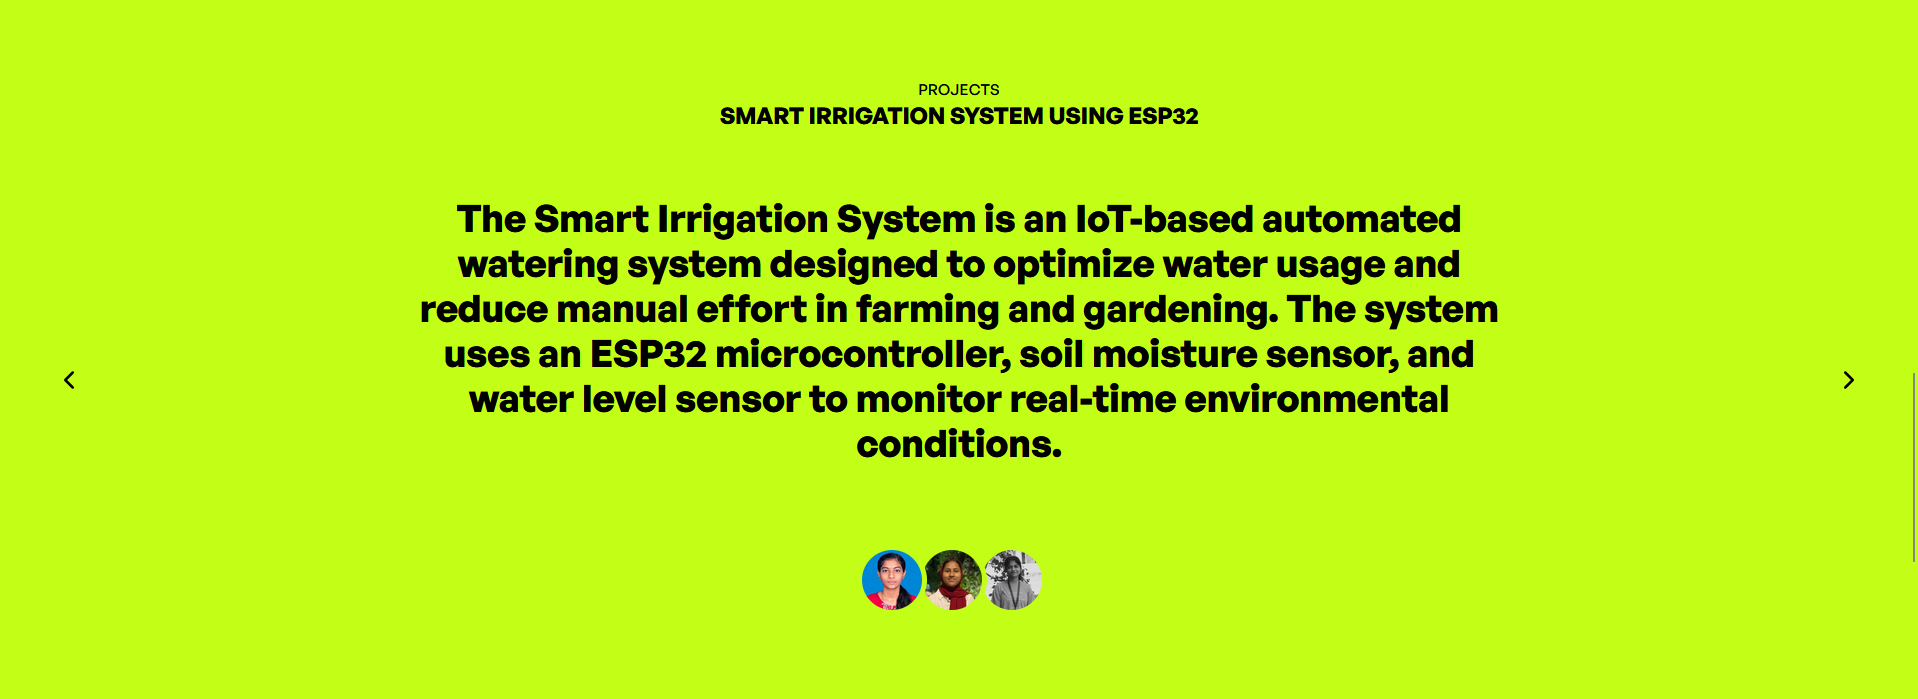 PROJECTS
SMART IRRIGATION SYSTEM USING ESP32
The Smart Irrigation System is an IoT-based automated
watering system designed to optimize water usage and
reduce manual effort in farming and gardening. The system
uses an ESP32 microcontroller, soil moisture sensor, and
water level sensor to monitor real-time environmental
conditions.